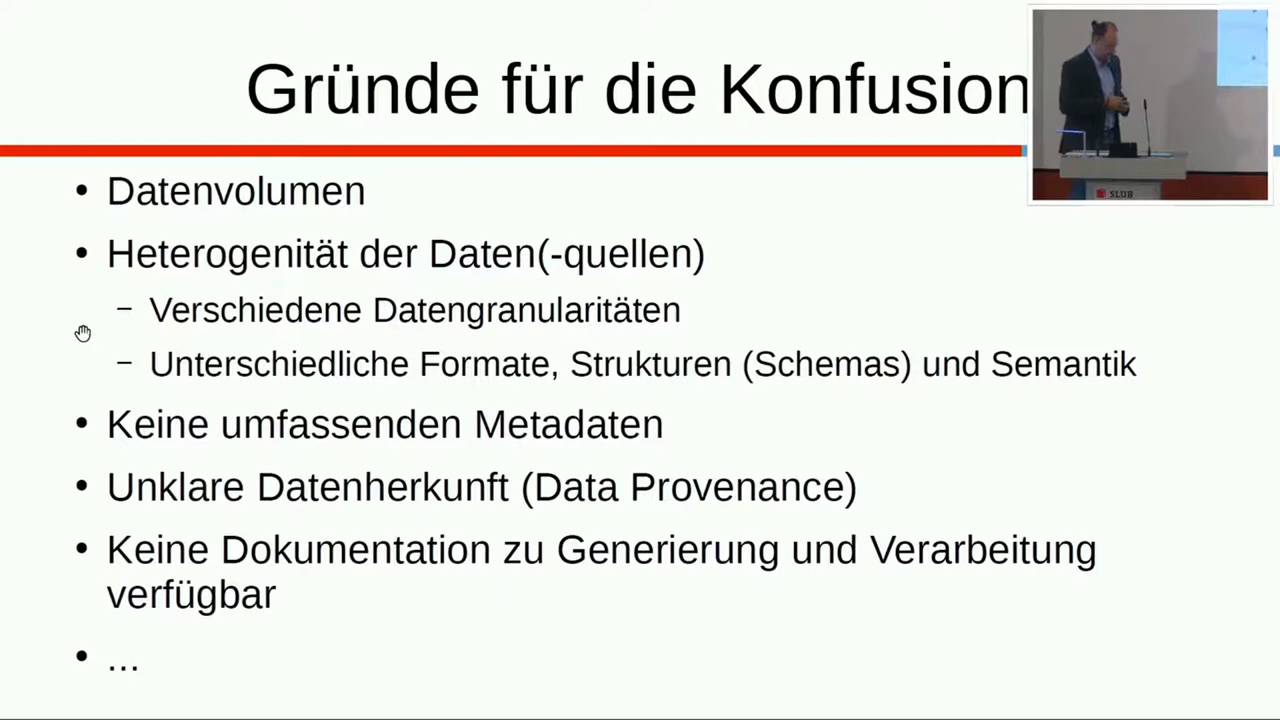 Gründe für die Konfusion
• Datenvolumen
• Heterogenität der Daten(-quellen)
– Verschiedene Datengranularitäten
– Unterschiedliche Formate, Strukturen (Schemas) und Semantik
• Keine umfassenden Metadaten
• Unklare Datenherkunft (Data Provenance)
• Keine Dokumentation zu Generierung und Verarbeitung
verfügbar
• ...
SLUB